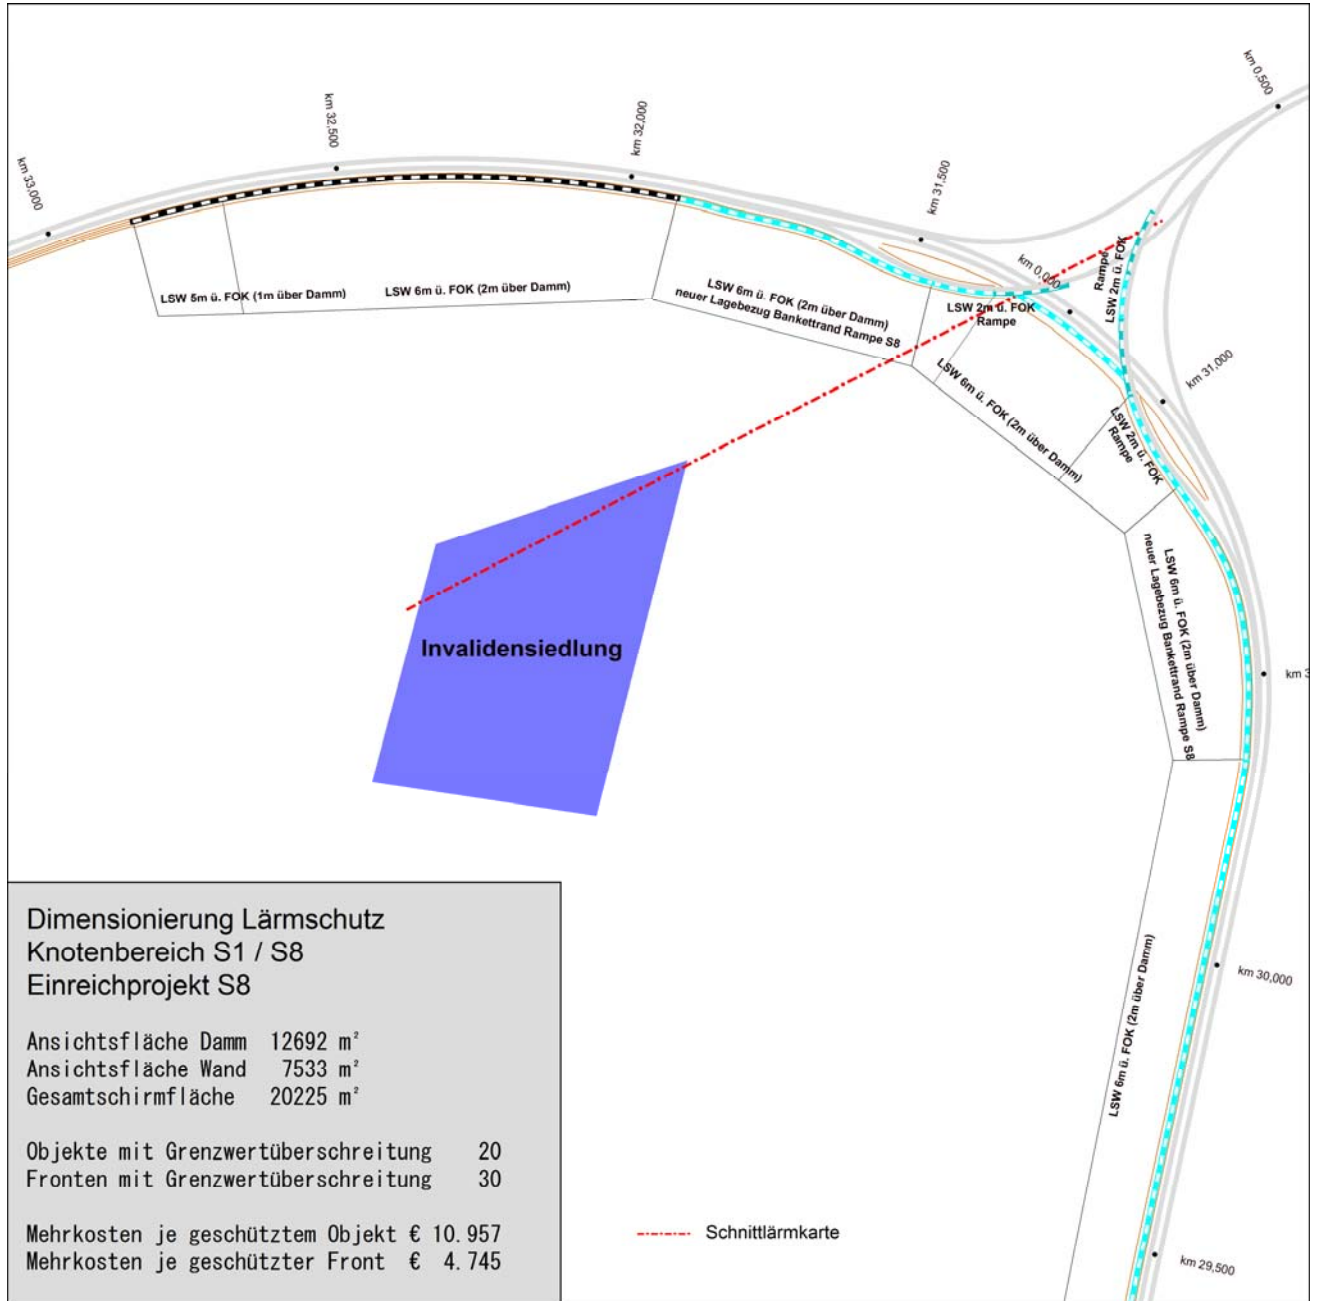 km 0,500
km 32,500
km 32,000
km 33,000
km 31,500
km 0,000
Rampe
LSW 2m ü. FOK
LSW 5m ü. FOK (1m über Damm)
LSW 6m ü. FOK (2m über Damm)
LSW 6m ü. FOK (2m über Damm)
neuer Lagebezug Bankettrand Rampe S8
LSW 2m ü. FOK
Rampe
km 31,000
LSW 6m ü. FOK (2m über Damm)
LSW 2m ü. FOK
Rampe
LSW 6m ü. FOK (2m über Damm)
neuer Lagebezug Bankettrand Rampe S8
Invalidensiedlung
km 3
LSW 6m ü. FOK (2m über Damm)
km 30,000
km 29,500
Dimensionierung Lärmschutz
Knotenbereich S1 / S8
Einreichprojekt S8
Ansichtsfläche Damm 12692 m²
Ansichtsfläche Wand 7533 m²
Gesamtschirmfläche 20225 m²
Objekte mit Grenzwertüberschreitung 20
Fronten mit Grenzwertüberschreitung 30
Mehrkosten je geschütztem Objekt € 10.957
Mehrkosten je geschützter Front € 4.745
Schnittlärmkarte